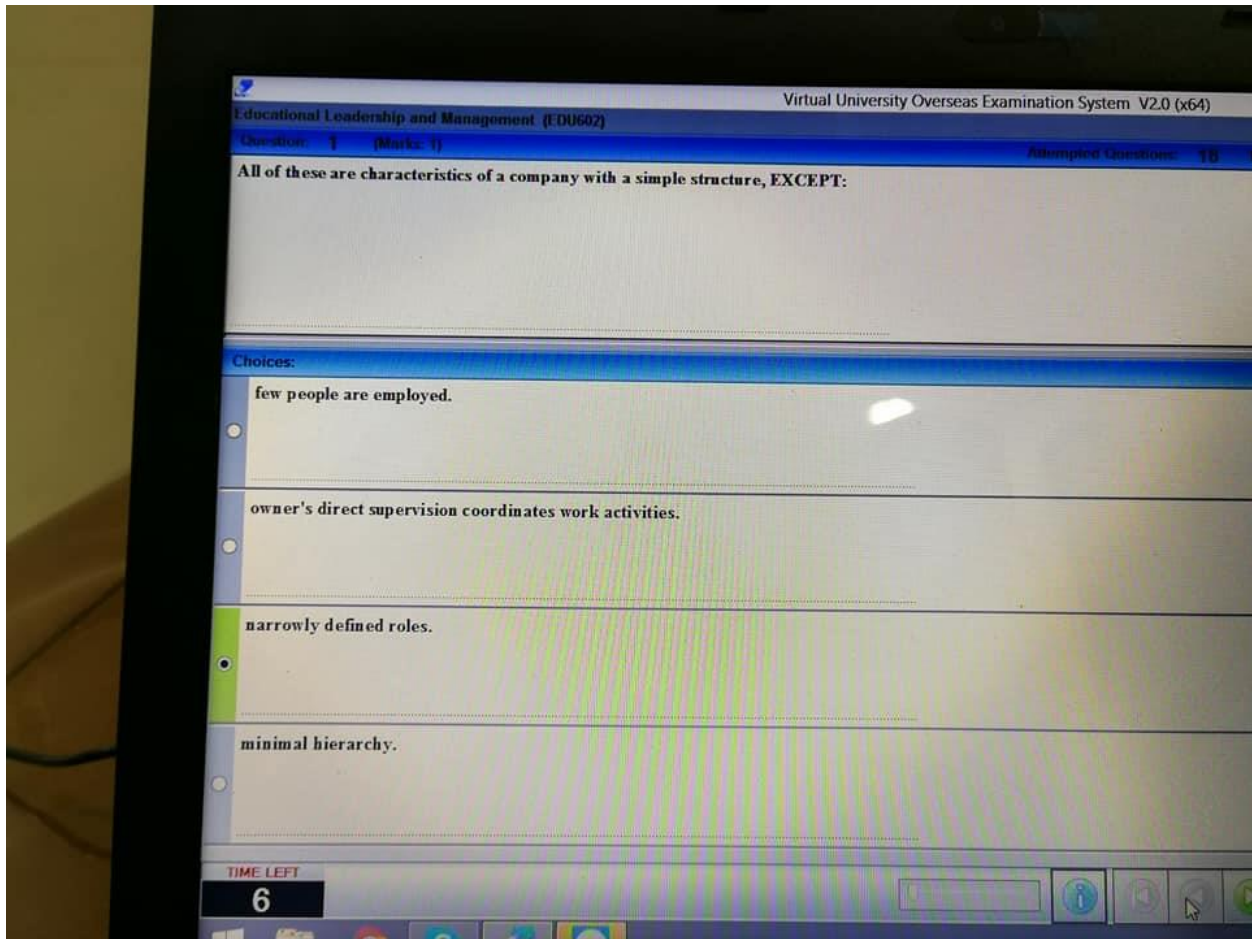 Virtual University Overseas Examination System V2.0 (x64)
Educational Leadership and Management (EDU602)
Question: 1 (Marks: 1) Attempted Questions: 16
All of these are characteristics of a company with a simple structure, EXCEPT:
Choices:
few people are employed.
owner's direct supervision coordinates work activities.
narrowly defined roles.
minimal hierarchy.
TIME LEFT
6